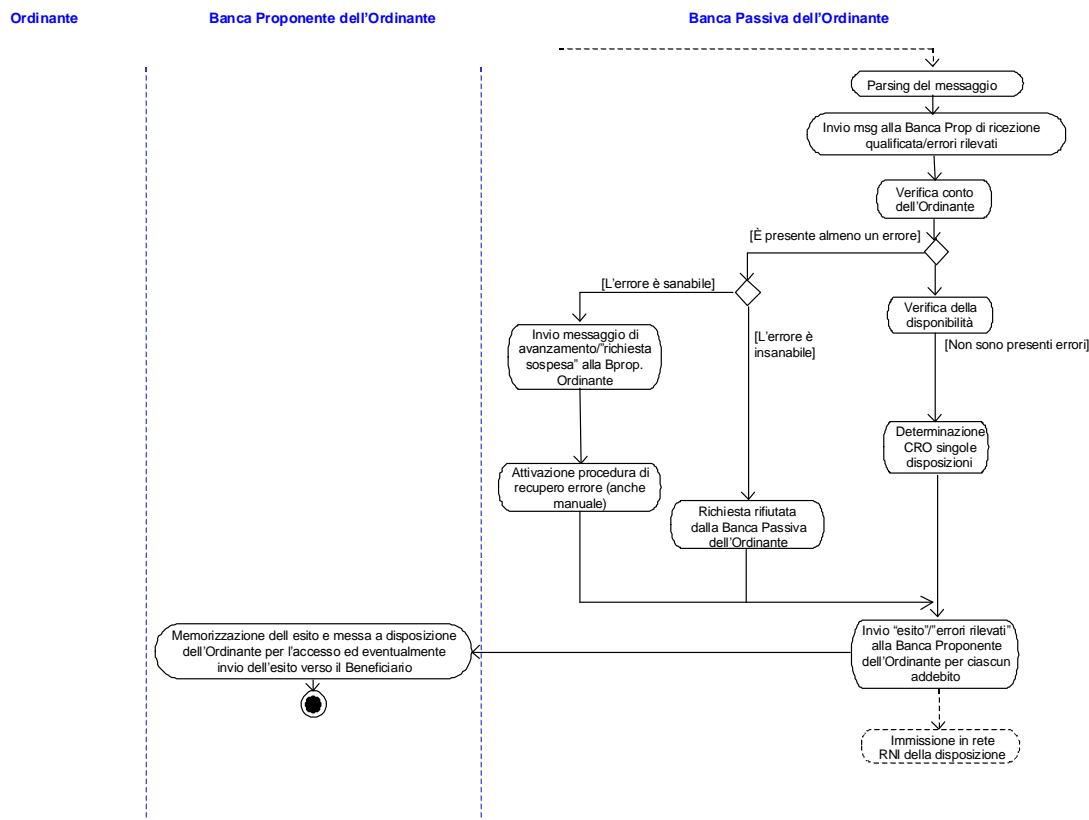 Ordinante
Banca Proponente dell'Ordinante
Banca Passiva dell'Ordinante
Parsing del messaggio
Invio msg alla Banca Prop di ricezione
qualificata/errori rilevati
Verifica conto
dell'Ordinante
[È presente almeno un errore]
[L'errore è sanabile]
Verifica della
disponibilità
Invio messaggio di
avanzamento/"richiesta
sospesa" alla Bprop.
Ordinante
[L'errore è
insanabile]
[Non sono presenti errori]
Determinazione
CRO singole
disposizioni
Attivazione procedura di
recupero errore (anche
manuale)
Richiesta rifiutata
dalla Banca Passiva
dell'Ordinante
Memorizzazione dell esito e messa a disposizione
dell'Ordinante per l'accesso ed eventualmente
invio dell'esito verso il Beneficiario
Invio "esito"/"errori rilevati"
alla Banca Proponente
dell'Ordinante per ciascun
addebito
Immissione in rete
RNI della disposizione